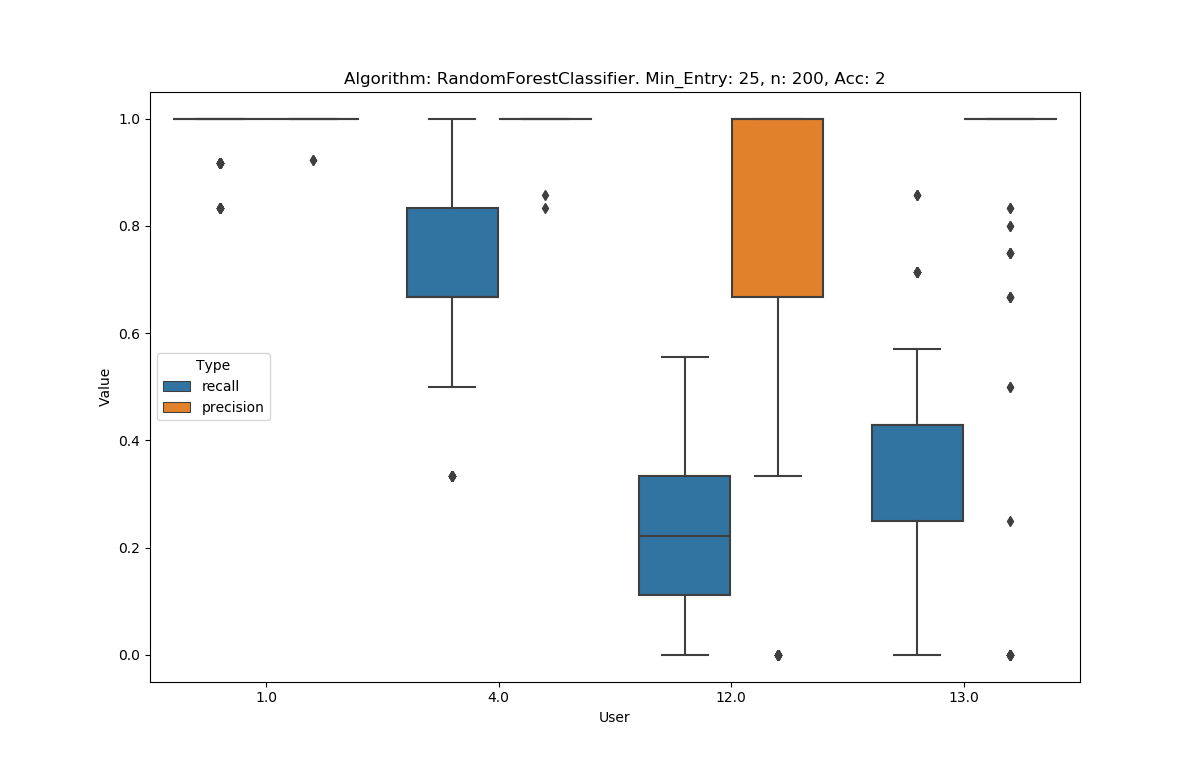 Algorithm: RandomForestClassifier. Min_Entry: 25, n: 200, Acc: 2
1.0
0.8
0.6
0.4
0.2
0.0
Value
Type
recall
precision
1.0
4.0
12.0
13.0
User